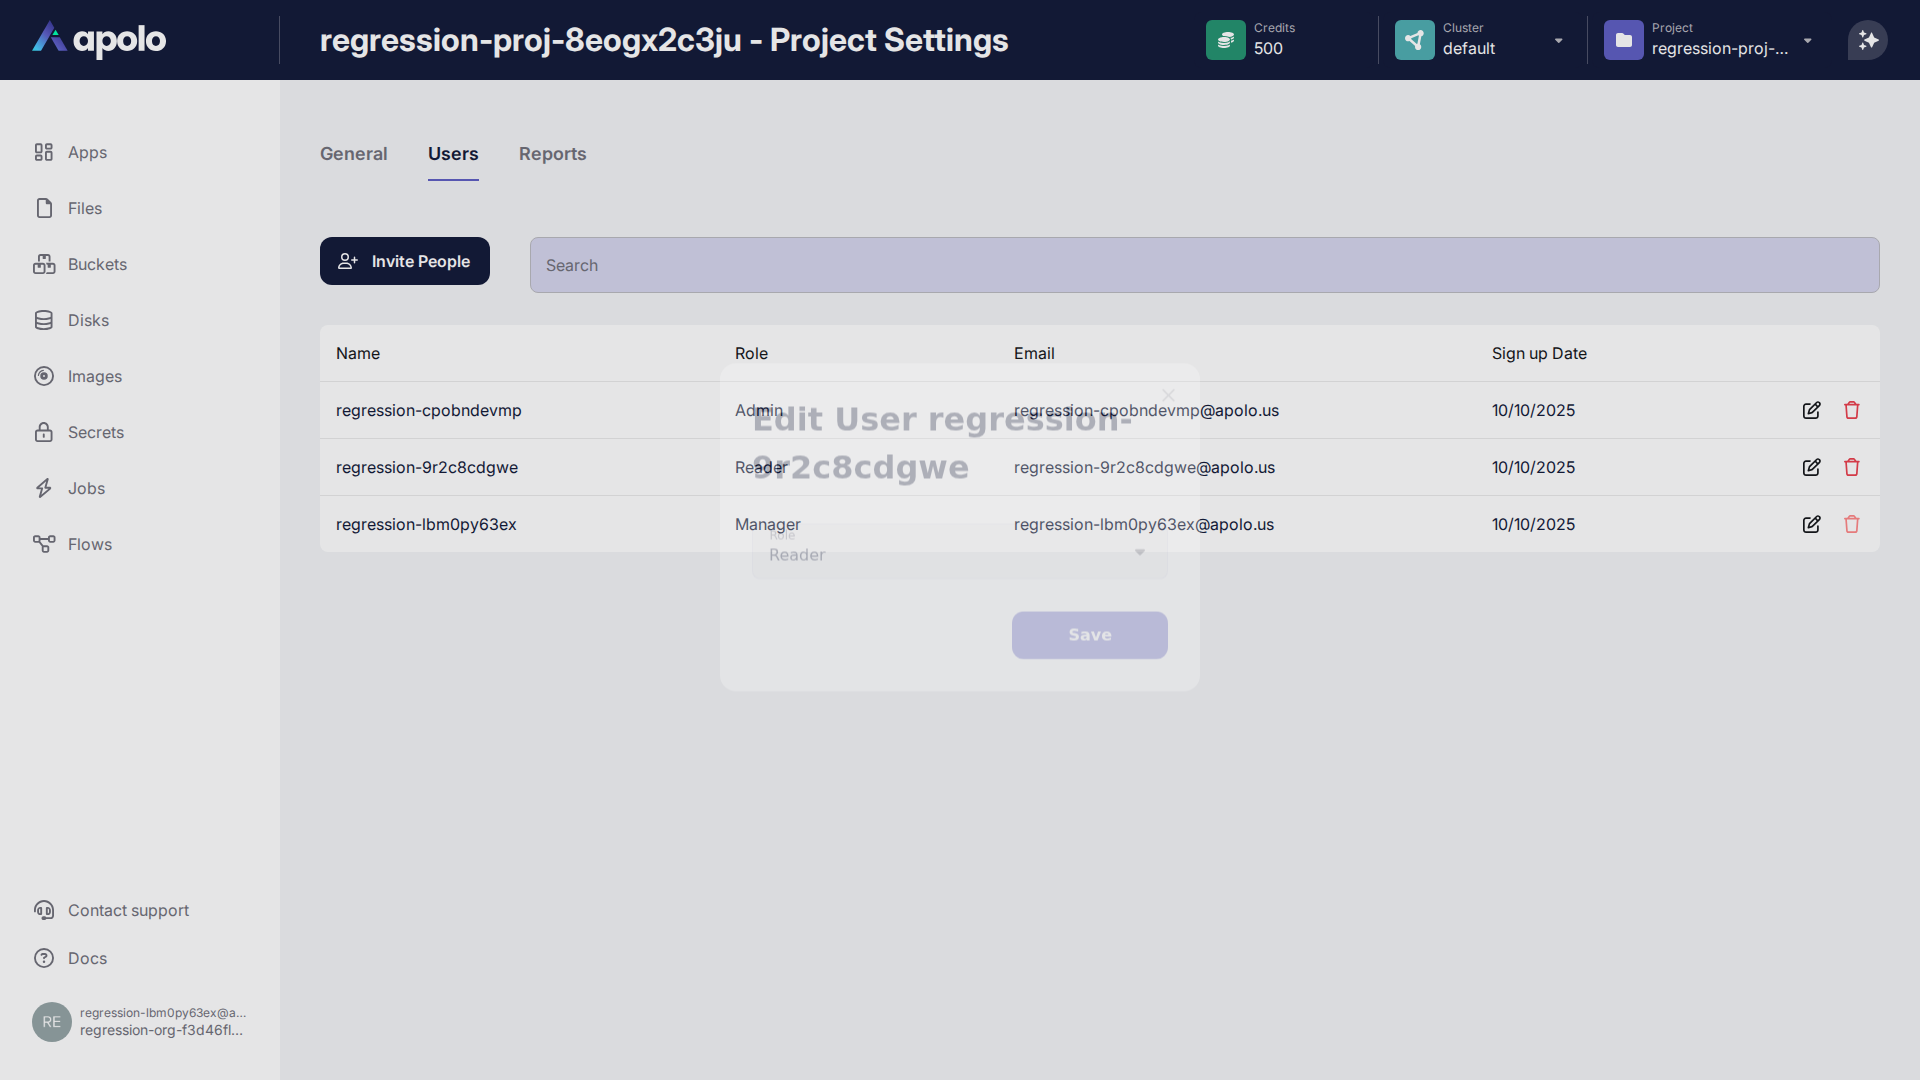 apolo
regression-proj-8eogx2c3ju - Project Settings
Credits
500
Cluster
default
Project
regression-proj-...
Apps
Files
Buckets
Disks
Images
Secrets
Jobs
Flows
General Users Reports
Invite People
Search
Name Role Email Sign up Date
regression-cpobndevmp Admin regression-cpobndevmp@apolo.us 10/10/2025
regression-9r2c8cdgwe Reader regression-9r2c8cdgwe@apolo.us 10/10/2025
regression-lbm0py63ex Manager regression-lbm0py63ex@apolo.us 10/10/2025
Edit User regression-
9r2c8cdgwe
Role
Reader
Save
Contact support
Docs
RE
regression-lbm0py63ex@a...
regression-org-f3d46fl...